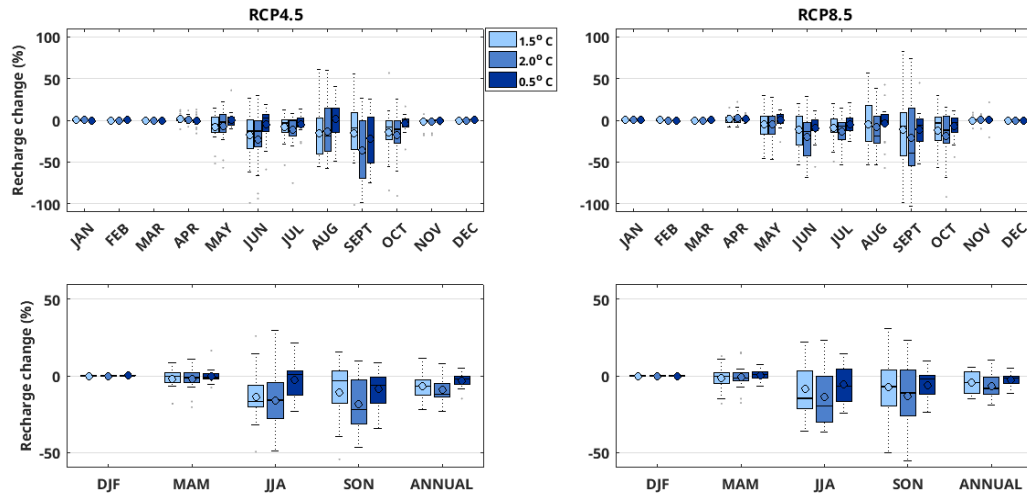 RCP4.5
RCP8.5
Recharge change (%)
100
50
0
-50
-100
1.5° C
2.0° C
0.5° C
100
50
0
-50
-100
JAN FEB MAR APR MAY JUN JUL AUG SEPT OCT NOV DEC
JAN FEB MAR APR MAY JUN JUL AUG SEPT OCT NOV DEC
Recharge change (%)
50
0
-50
50
0
-50
DJF MAM JJA SON ANNUAL
DJF MAM JJA SON ANNUAL